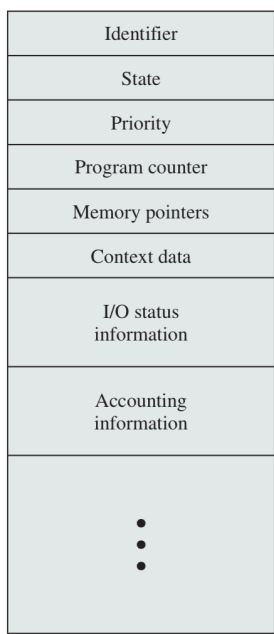 Identifier
State
Priority
Program counter
Memory pointers
Context data
I/O status
information
Accounting
information